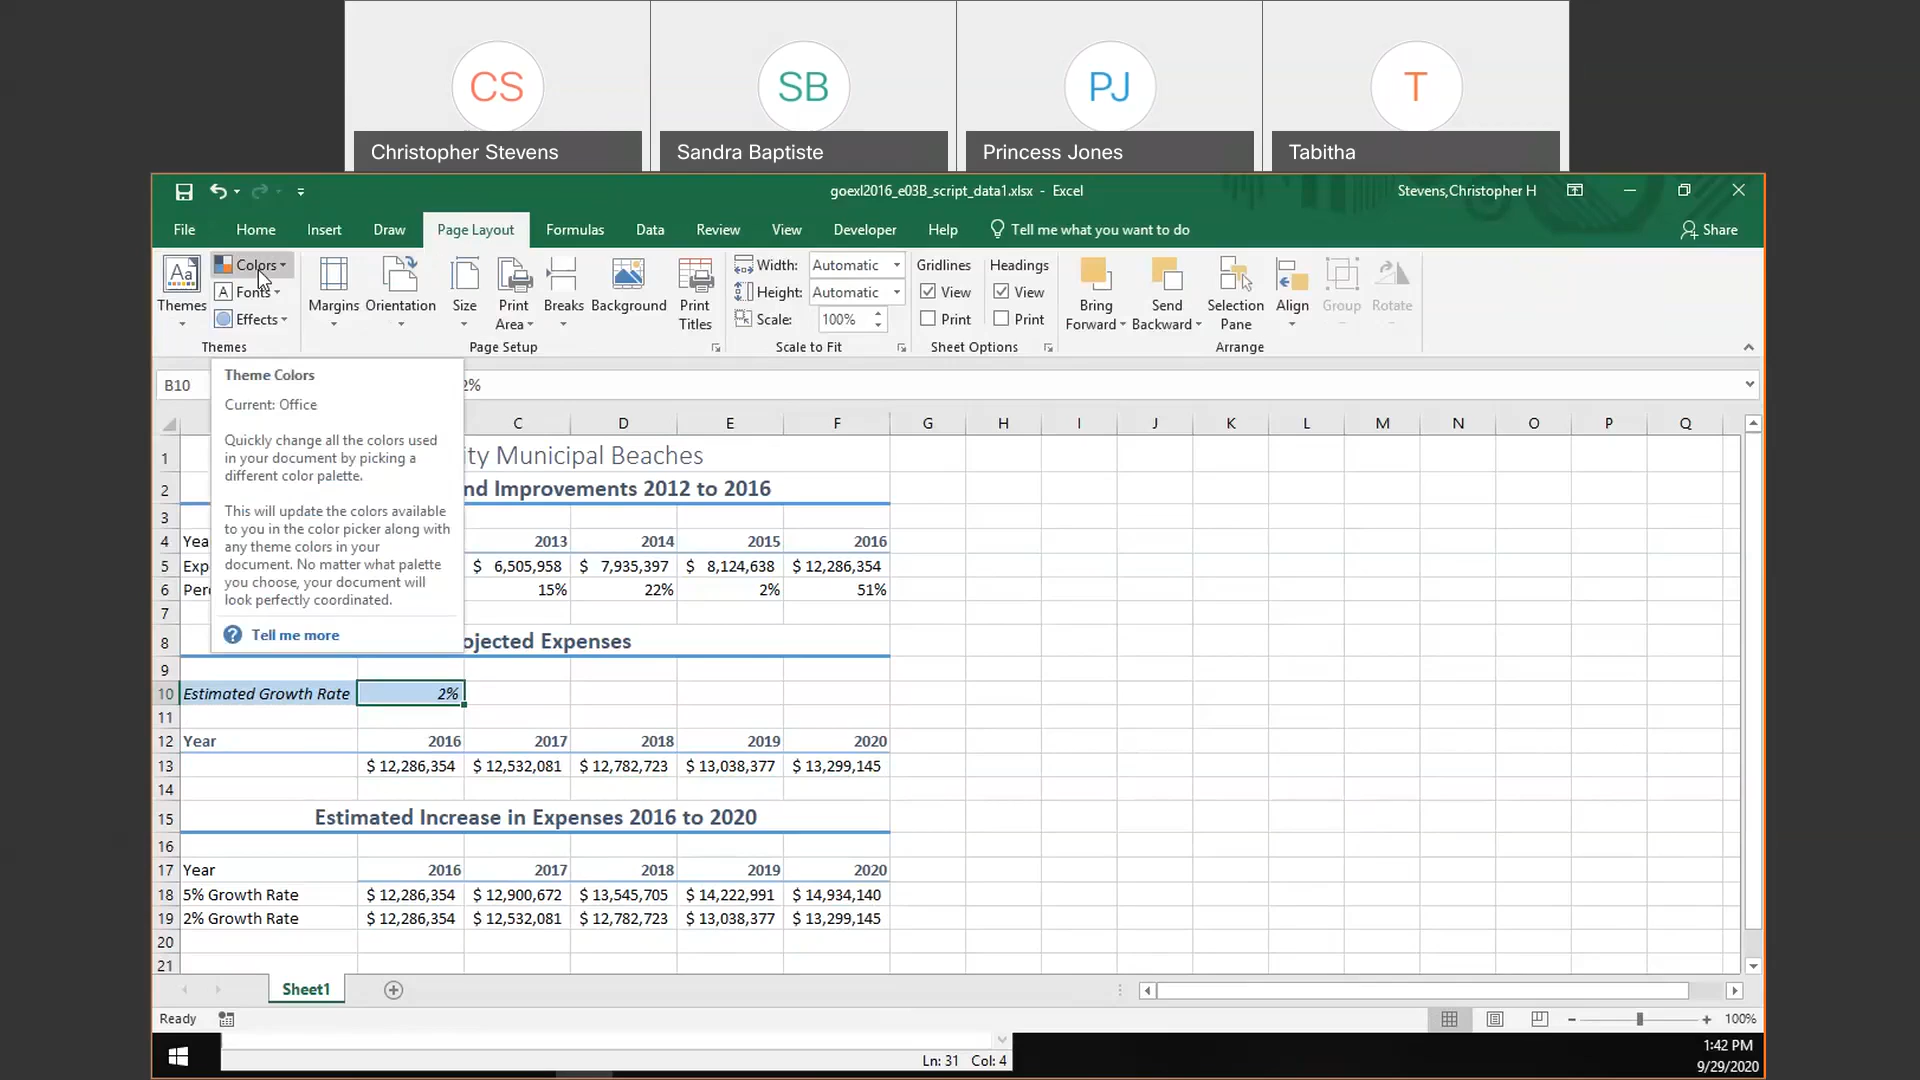 CS
SB
PJ
T
Christopher Stevens
Sandra Baptiste
Princess Jones
Tabitha
goexl2016_e03B_script_data1.xlsx - Excel
Stevens,Christopher H
File Home Insert Draw Page Layout Formulas Data Review View Developer Help Tell me what you want to do Share
Aa
Themes
Colors
A Fonts
Effects
Themes
Margins
Orientation
Size
Print
Area
Breaks
Background
Print
Titles
Page Setup
Width: Automatic
Height: Automatic
Scale: 100%
Scale to Fit
Gridlines
View
Print
Headings
View
Print
Sheet Options
Bring
Forward
Send
Backward
Selection
Pane
Align
Group
Rotate
Arrange
B10
2%
Theme Colors
Current: Office
Quickly change all the colors used
in your document by picking a
different color palette.
This will update the colors available
to you in the color picker along with
any theme colors in your
document. No matter what palette
you choose, your document will
look perfectly coordinated.
? Tell me more
C D E F G H I J K L M N O P Q
1 ity Municipal Beaches
2 nd Improvements 2012 to 2016
3
4 Yea 2013 2014 2015 2016
5 Exp $ 6,505,958 $ 7,935,397 $ 8,124,638 $ 12,286,354
6 Perc 15% 22% 2% 51%
7
8 ojected Expenses
9
10 Estimated Growth Rate 2%
11
12 Year 2016 2017 2018 2019 2020
13 $ 12,286,354 $ 12,532,081 $ 12,782,723 $ 13,038,377 $ 13,299,145
14
15 Estimated Increase in Expenses 2016 to 2020
16
17 Year 2016 2017 2018 2019 2020
18 5% Growth Rate $ 12,286,354 $ 12,900,672 $ 13,545,705 $ 14,222,991 $ 14,934,140
19 2% Growth Rate $ 12,286,354 $ 12,532,081 $ 12,782,723 $ 13,038,377 $ 13,299,145
20
21
Sheet1
Ready
100%
Ln: 31 Col: 4
1:42 PM
9/29/2020